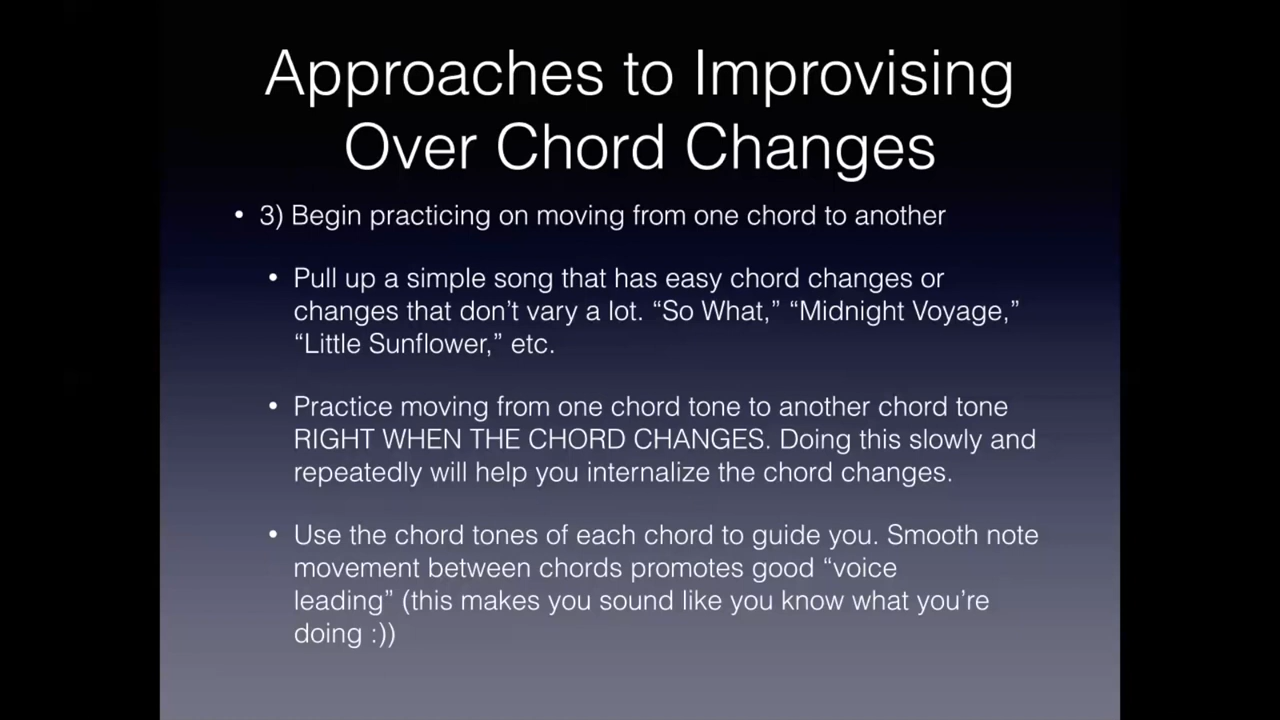 Approaches to Improvising
Over Chord Changes
• 3) Begin practicing on moving from one chord to another
• Pull up a simple song that has easy chord changes or
changes that don’t vary a lot. “So What,” “Midnight Voyage,”
“Little Sunflower,” etc.
• Practice moving from one chord tone to another chord tone
RIGHT WHEN THE CHORD CHANGES. Doing this slowly and
repeatedly will help you internalize the chord changes.
• Use the chord tones of each chord to guide you. Smooth note
movement between chords promotes good “voice
leading” (this makes you sound like you know what you’re
doing :))